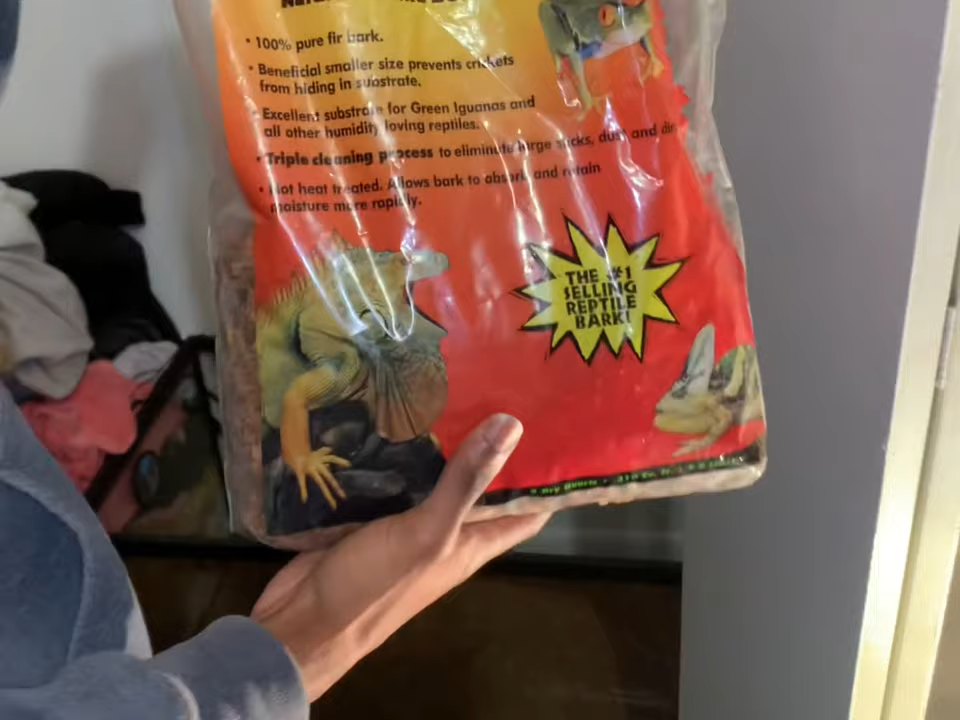 • 100% pure fir bark.
• Beneficial smaller size prevents crickets
from hiding in substrate.
• Excellent substrate for Green Iguanas and
all other humidity loving reptiles.
• Triple cleaning process to eliminate large sticks, dust and dirt
• Not heat treated. Allows bark to absorb and retain
moisture more rapidly.
THE #1
SELLING
REPTILE
BARK!